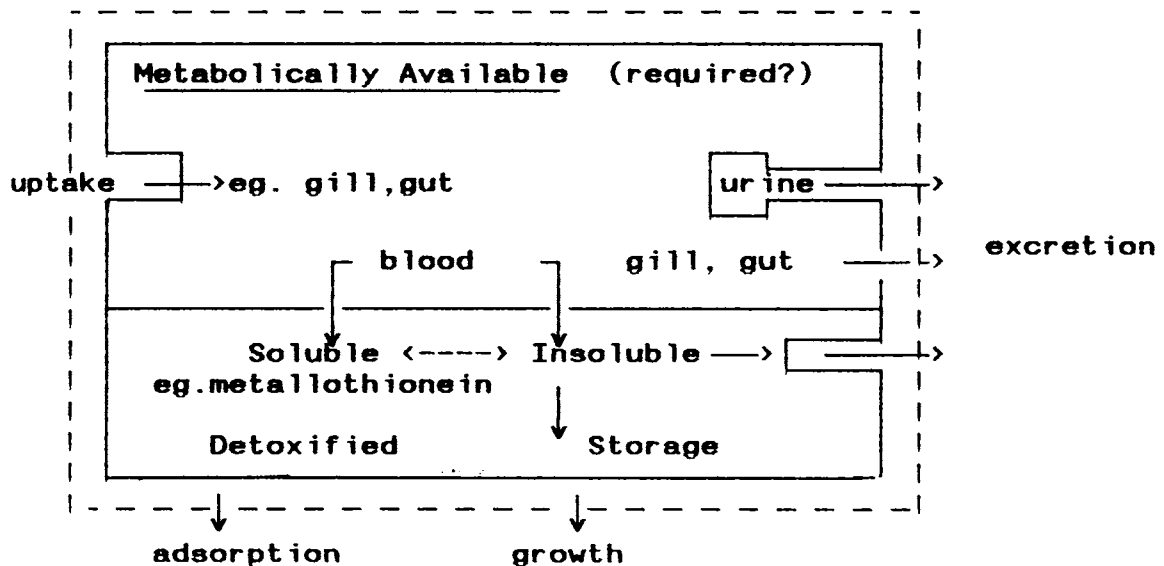 Metabolically Available (required?)
uptake eg. gill,gut urine
blood gill, gut excretion
Soluble <----> Insoluble
eg.metallothionein
Detoxified Storage
adsorption growth